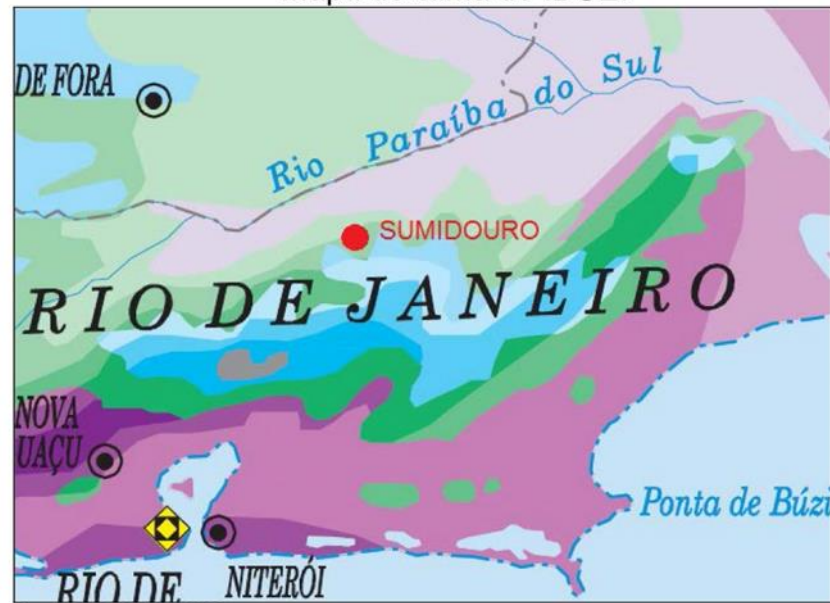 DE FORA
Rio Paraíba do Sul
SUMIDOURO
RIO DE JANEIRO
NOVA
UAÇU
Ponta de Búzi
RIO DE
NITERÓI